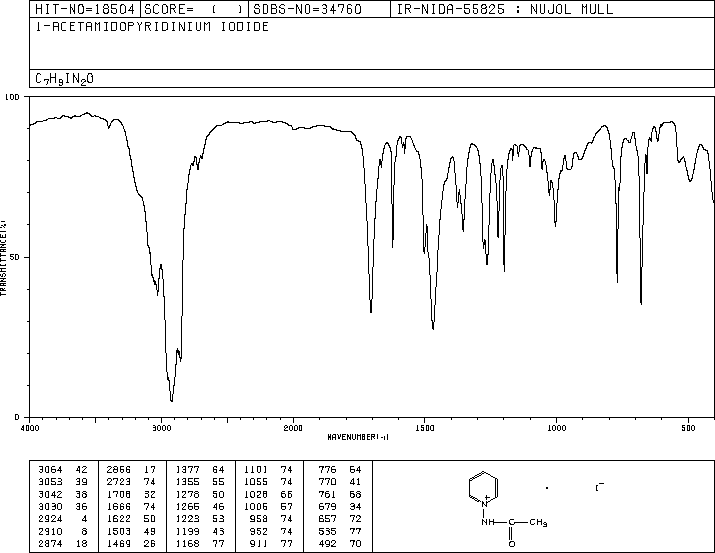 HIT-NO=18504 SCORE= ( ) SDBS-NO=34760 IR-NIDA-55825 : NUJOL MULL
1-ACETAMIDOPYRIDINIUM IODIDE
C7H9IN2O
100
50
0
TRANSMITTANCE(%)
4000 3000 2000 1500 1000 500
WAVENUMBER(-1)
3064 42 2856 17 1377 64 1101 74 776 64
3053 39 2723 74 1355 55 1055 74 770 41
3042 38 1708 32 1278 50 1028 66 761 68
3030 36 1666 74 1265 46 1006 57 679 34
2924 4 1622 50 1223 53 958 74 657 72
2910 8 1503 49 1199 43 952 74 535 77
2874 18 1469 26 1168 77 911 77 492 70
N+ · I-
NH-C-CH3
O